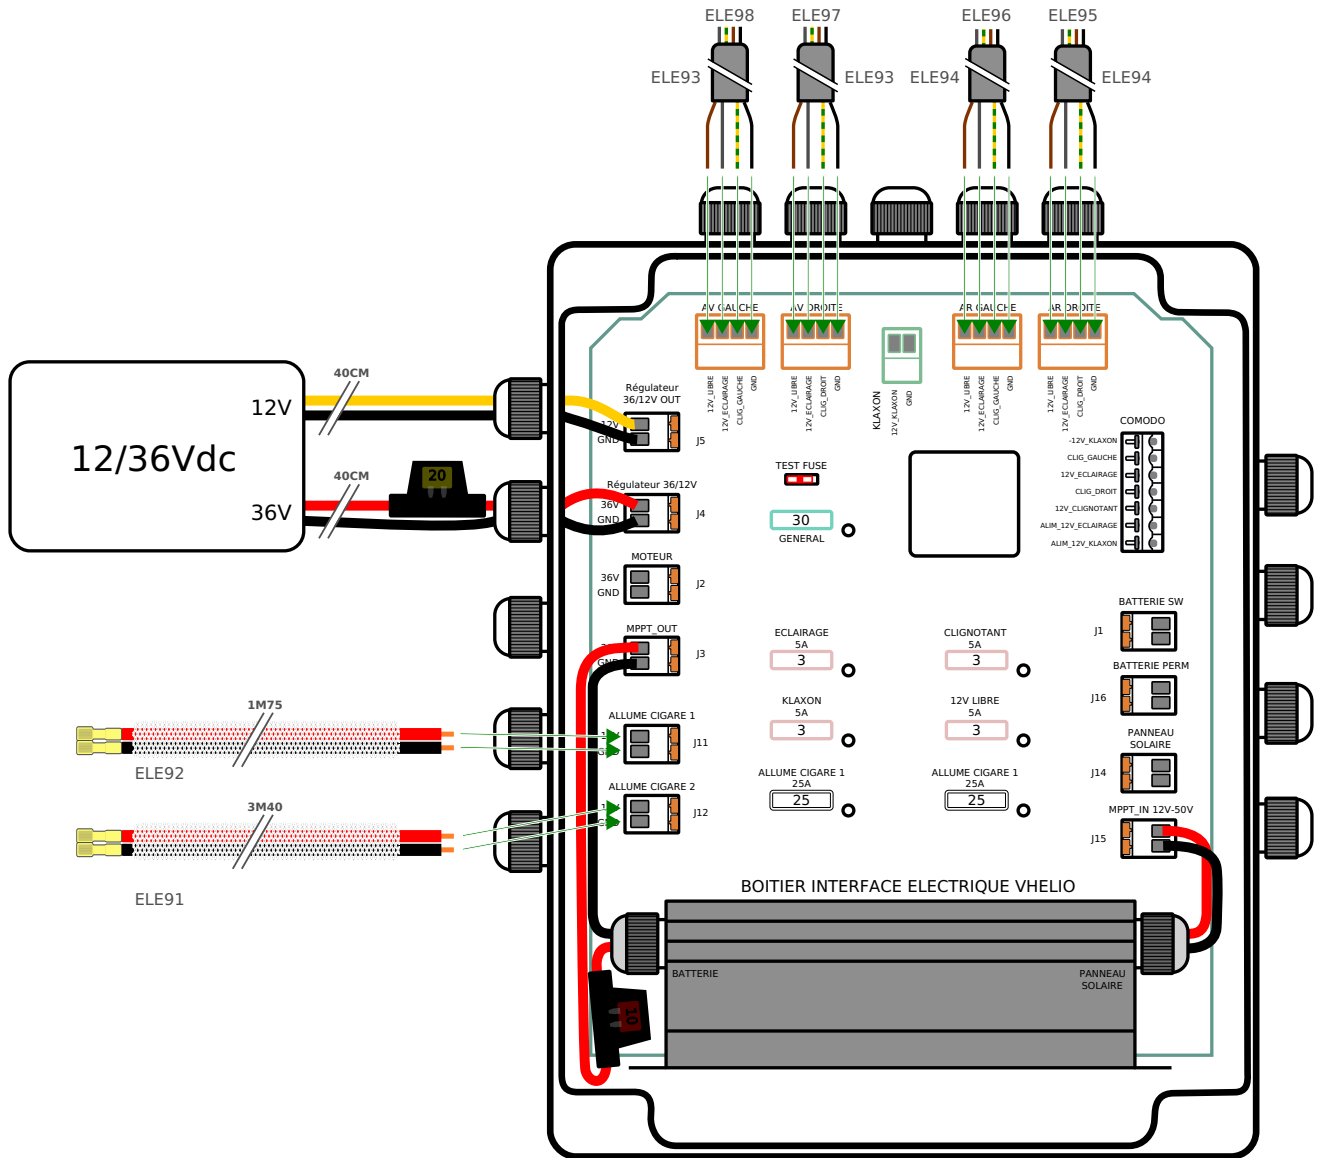 ELE98
ELE97
ELE96
ELE95
ELE93
ELE93
ELE94
ELE94
AV GAUCHE
AV DROITE
AR GAUCHE
AR DROITE
12V_LIBRE
12V_ECLAIRAGE
CLIG_GAUCHE
GND
12V_LIBRE
12V_ECLAIRAGE
CLIG_DROIT
GND
KLAXON
12V_KLAXON
GND
12V_LIBRE
12V_ECLAIRAGE
CLIG_GAUCHE
GND
12V_LIBRE
12V_ECLAIRAGE
CLIG_DROIT
GND
12/36Vdc
12V
36V
40CM
40CM
20
Régulateur
36/12V OUT
12V
GND
J5
Régulateur 36/12V
36V
GND
J4
MOTEUR
36V
GND
J2
MPPT_OUT
GND
J3
ALLUME CIGARE 1
J11
ALLUME CIGARE 2
J12
1M75
ELE92
3M40
ELE91
TEST FUSE
30
GENERAL
COMODO
-12V_KLAXON
CLIG_GAUCHE
12V_ECLAIRAGE
CLIG_DROIT
12V_CLIGNOTANT
ALIM_12V_ECLAIRAGE
ALIM_12V_KLAXON
ECLAIRAGE
5A
3
CLIGNOTANT
5A
3
KLAXON
5A
3
12V LIBRE
5A
3
ALLUME CIGARE 1
25A
25
ALLUME CIGARE 1
25A
25
BATTERIE SW
J1
BATTERIE PERM
J16
PANNEAU
SOLAIRE
J14
MPPT_IN 12V-50V
J15
BOITIER INTERFACE ELECTRIQUE VHELIO
BATTERIE
PANNEAU
SOLAIRE
10